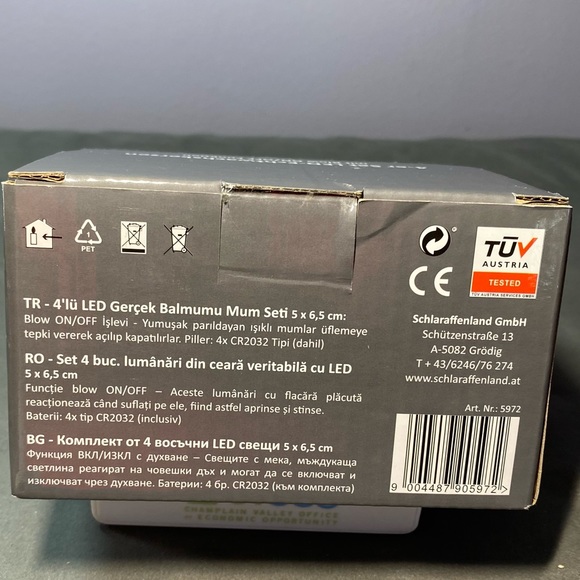 PET
TR - 4'lü LED Gerçek Balmumu Mum Seti 5 x 6,5 cm:
Blow ON/OFF İşlevi - Yumuşak parıldayan ışıklı mumlar üflemeye
tepki vererek açılıp kapatılırlar. Piller: 4x CR2032 Tipi (dahil)
RO - Set 4 buc. lumânări din ceară veritabilă cu LED
5 x 6,5 cm
Funcție blow ON/OFF – Aceste lumânări cu flacără plăcută
reacționează când suflați pe ele, fiind astfel aprinse și stinse.
Baterii: 4x tip CR2032 (inclusiv)
BG - Комплект от 4 восъчни LED свещи 5 x 6,5 cm
Функция ВКЛ/ИЗКЛ с духване – Свещите с мека, мъждукаща
светлина реагират на човешки дъх и могат да се включват и
изключват чрез духване. Батерии: 4 бр. CR2032 (към комплекта)
CE
TÜV
AUSTRIA
TESTED
TÜV AUSTRIA SERVICES GMBH
Schlaraffenland GmbH
Schützenstraße 13
A-5082 Grödig
T + 43/6246/76 274
www.schlaraffenland.at
Art. Nr.: 5972
9 004487 905972 >
CHAMPLAIN VALLEY OFFICE
OF ECONOMIC OPPORTUNITY